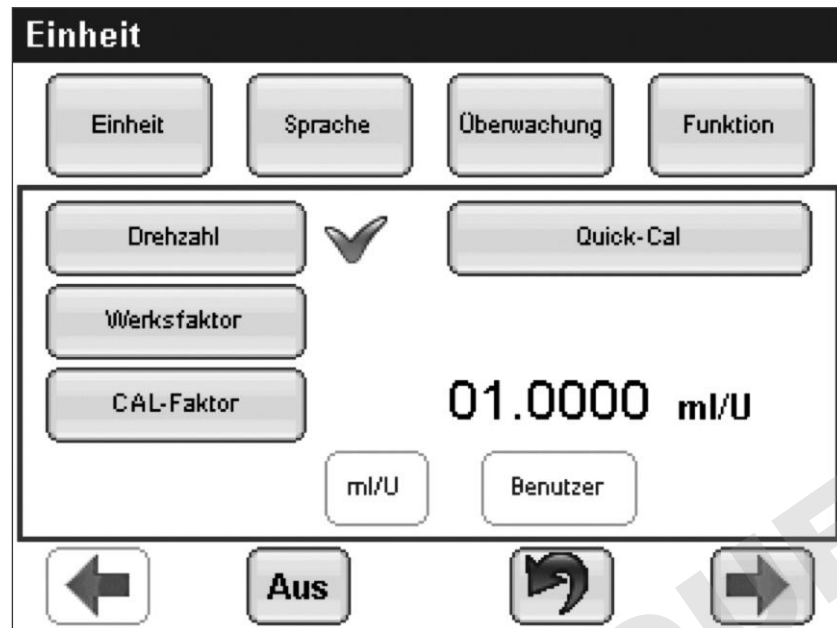 Einheit
Einheit Sprache Überwachung Funktion
Drehzahl Quick-Cal
Werksfaktor
CAL-Faktor 01.0000 ml/U
ml/U Benutzer
Aus